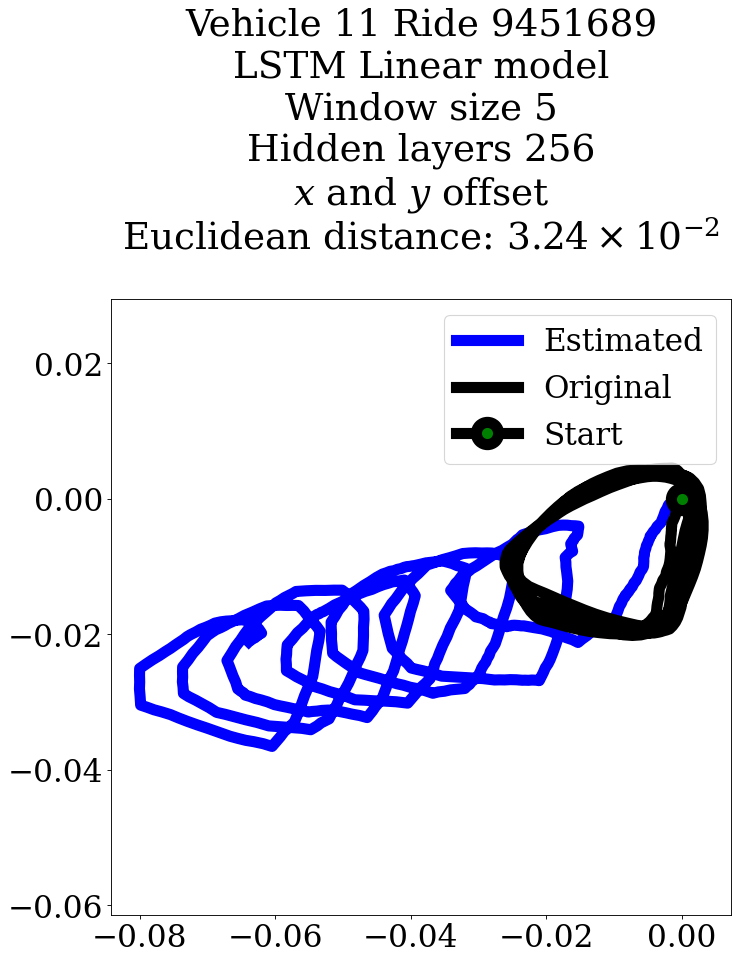 Vehicle 11 Ride 9451689
LSTM Linear model
Window size 5
Hidden layers 256
x and y offset
Euclidean distance: 3.24 × 10⁻²
Estimated
Original
Start
0.02
0.00
−0.02
−0.04
−0.06
−0.08 −0.06 −0.04 −0.02 0.00